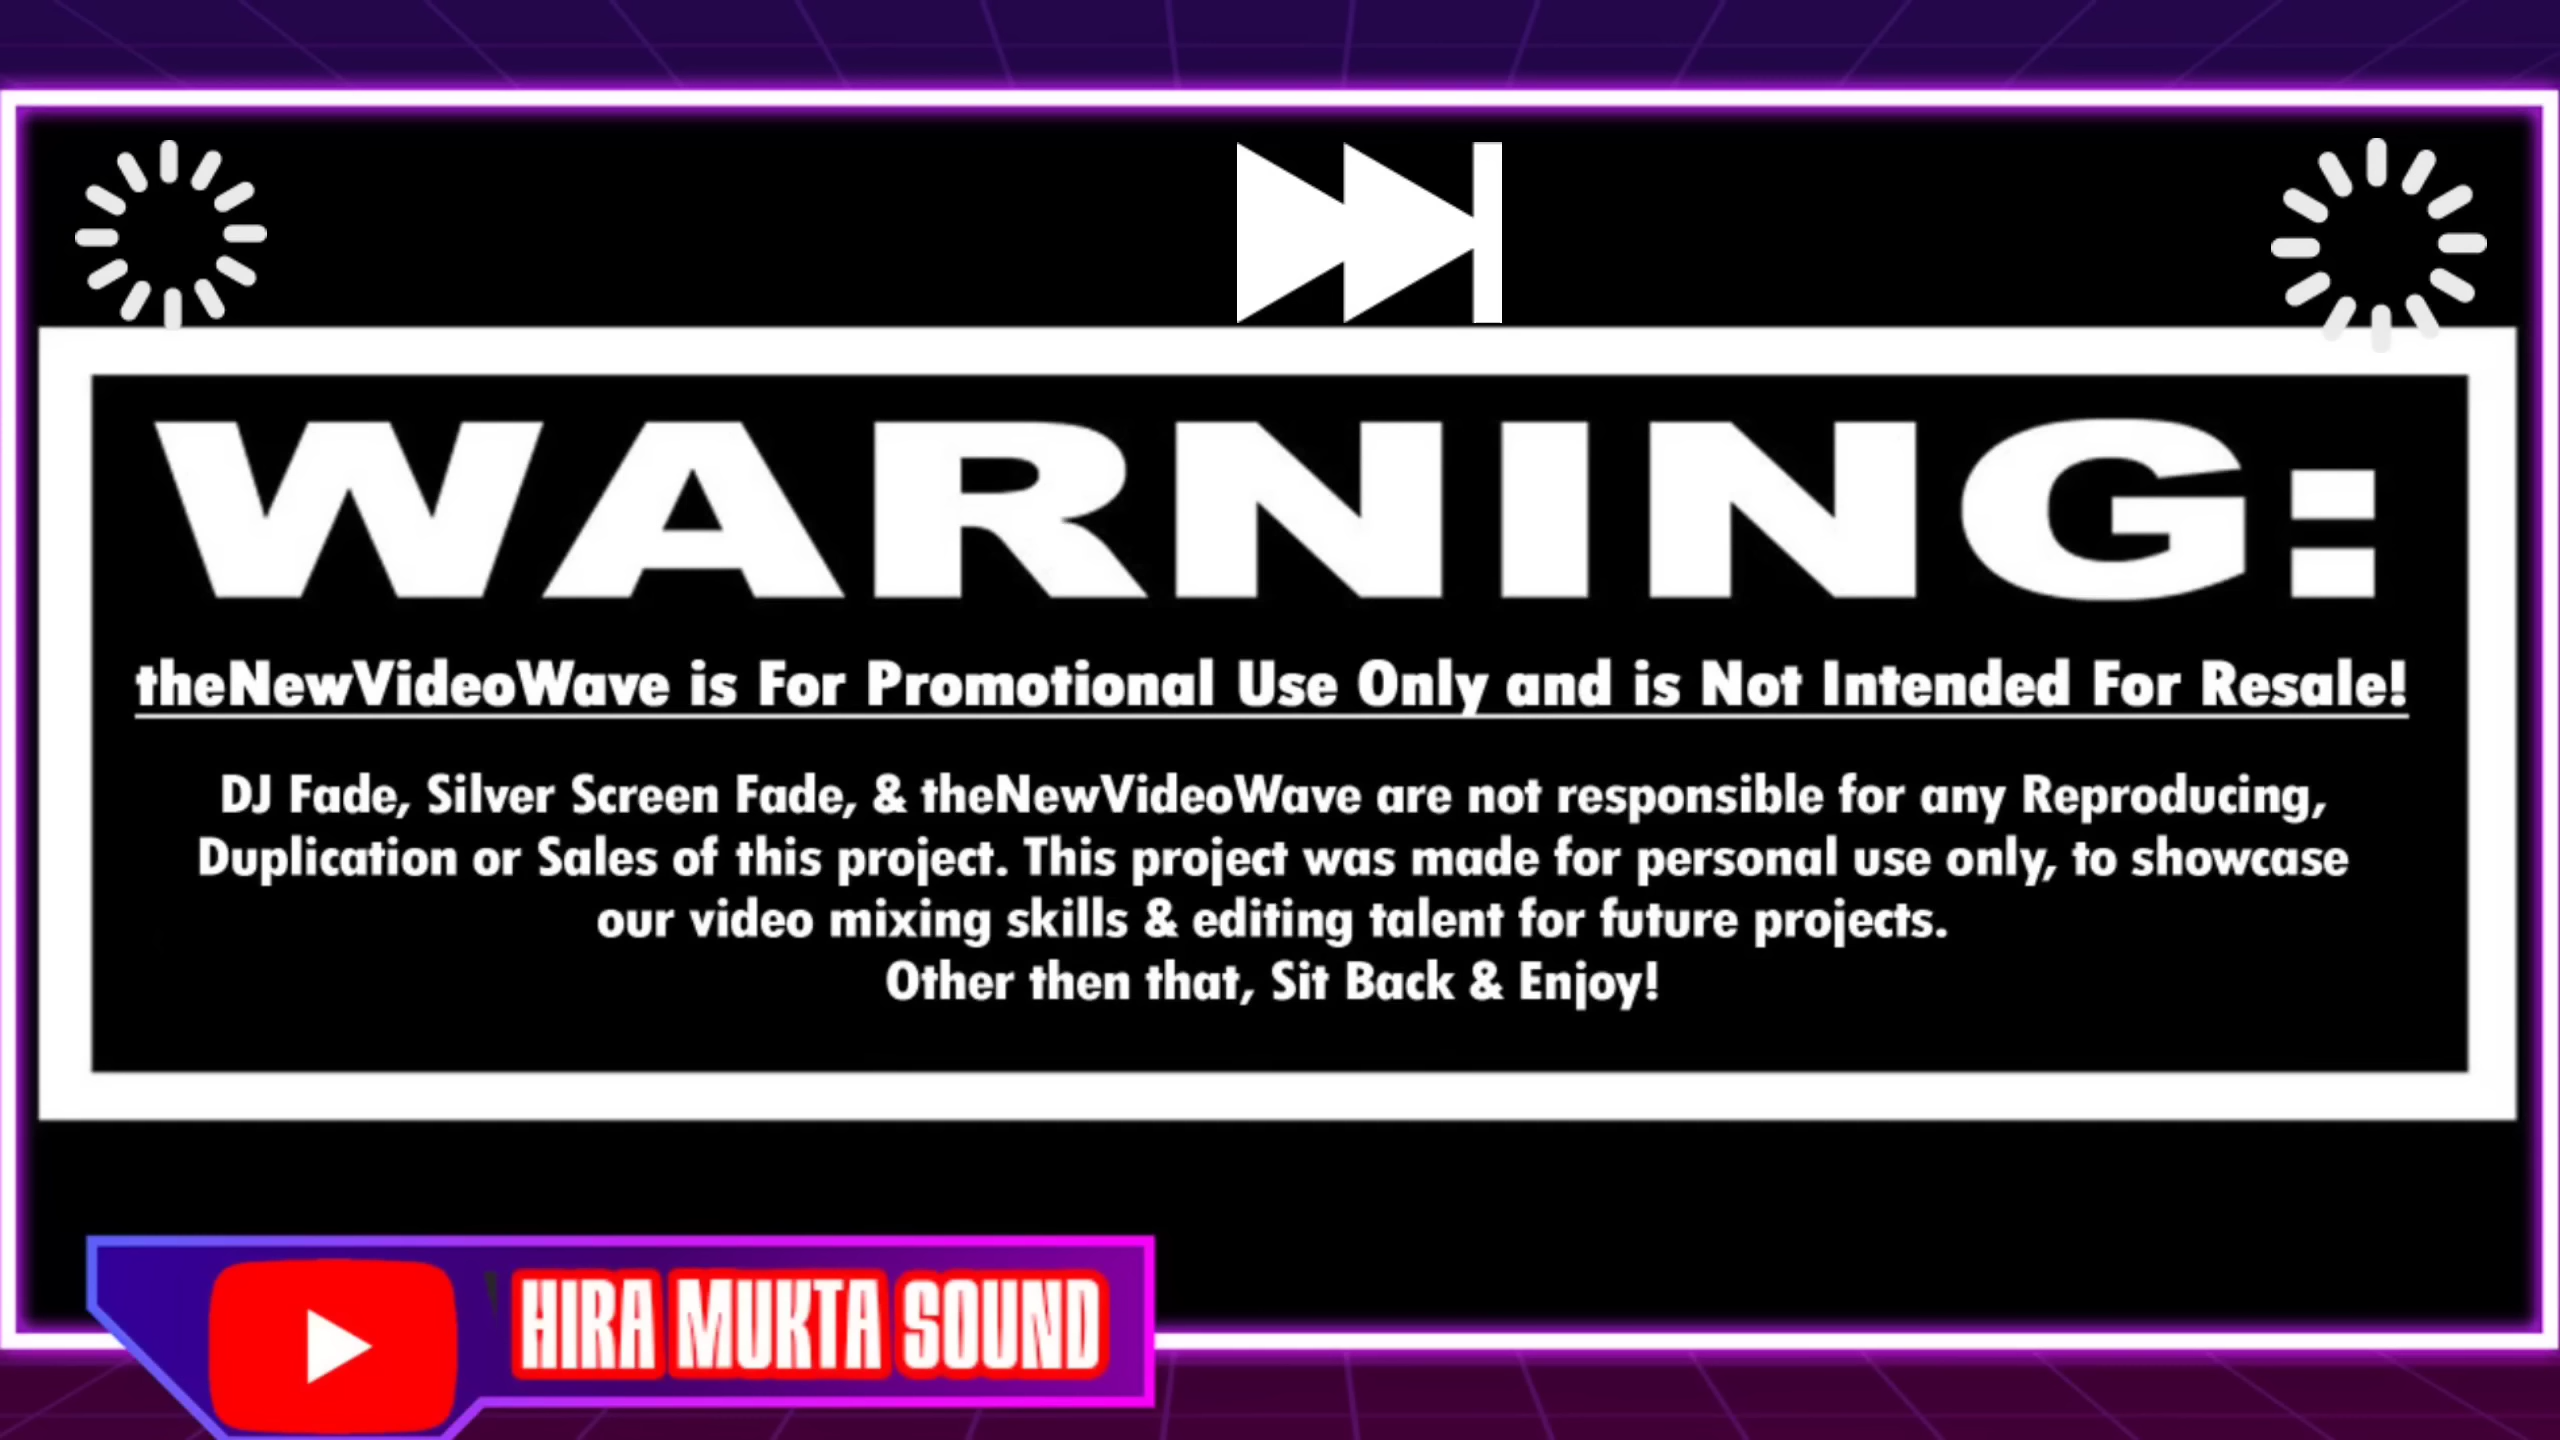 WARNING:
theNewVideoWave is For Promotional Use Only and is Not Intended For Resale!
DJ Fade, Silver Screen Fade, & theNewVideoWave are not responsible for any Reproducing,
Duplication or Sales of this project. This project was made for personal use only, to showcase
our video mixing skills & editing talent for future projects.
Other then that, Sit Back & Enjoy!
HIRA MUKTA SOUND